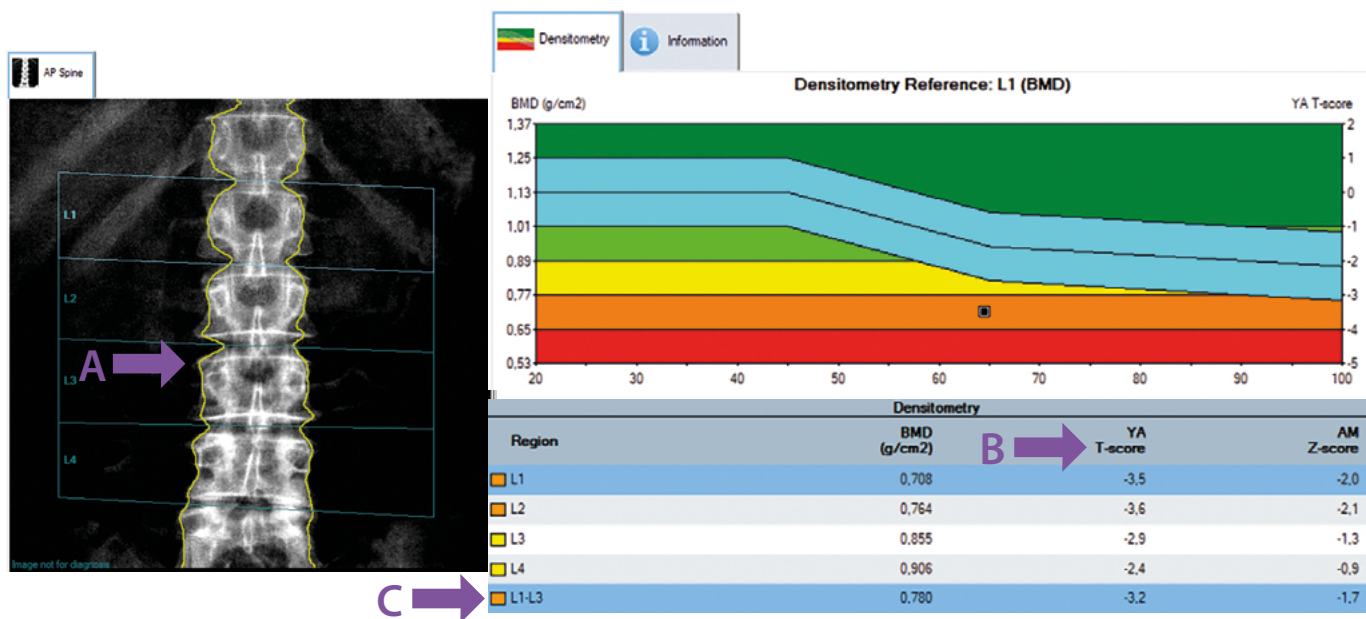 AP Spine
L1
L2
L3
L4
Image not for diagnosis
A
Densitometry
Information
Densitometry Reference: L1 (BMD)
BMD (g/cm2)
YA T-score
1,37
1,25
1,13
1,01
0,89
0,77
0,65
0,53
2
1
0
-1
-2
-3
-4
-5
20 30 40 50 60 70 80 90 100
Densitometry
Region BMD (g/cm2) YA T-score AM Z-score
B
L1 0,708 -3,5 -2,0
L2 0,764 -3,6 -2,1
L3 0,855 -2,9 -1,3
L4 0,906 -2,4 -0,9
C
L1-L3 0,780 -3,2 -1,7